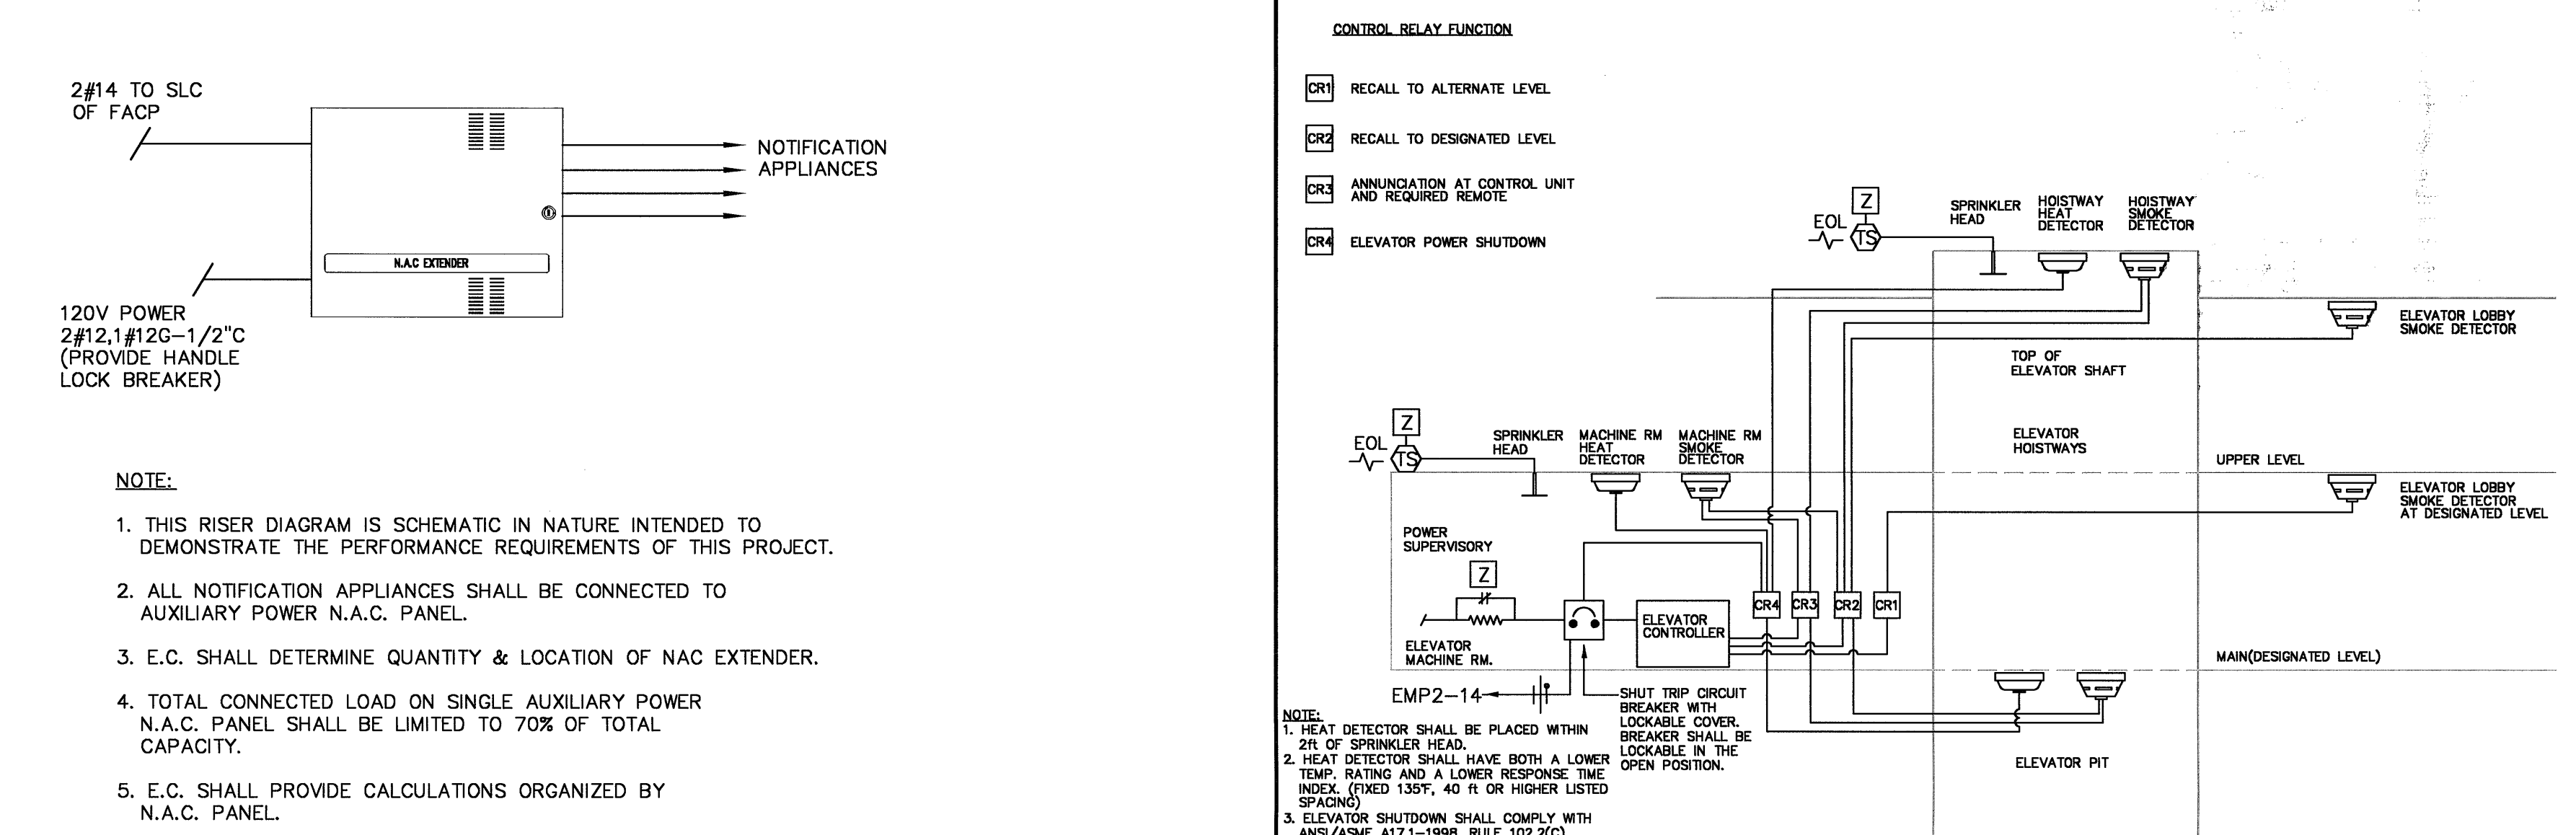 2#14 TO SLC
OF FACP
NOTIFICATION
APPLIANCES
N.A.C EXTENDER
120V POWER
2#12,1#12G-1/2"C
(PROVIDE HANDLE
LOCK BREAKER)
NOTE:
1. THIS RISER DIAGRAM IS SCHEMATIC IN NATURE INTENDED TO
DEMONSTRATE THE PERFORMANCE REQUIREMENTS OF THIS PROJECT.
2. ALL NOTIFICATION APPLIANCES SHALL BE CONNECTED TO
AUXILIARY POWER N.A.C. PANEL.
3. E.C. SHALL DETERMINE QUANTITY & LOCATION OF NAC EXTENDER.
4. TOTAL CONNECTED LOAD ON SINGLE AUXILIARY POWER
N.A.C. PANEL SHALL BE LIMITED TO 70% OF TOTAL
CAPACITY.
5. E.C. SHALL PROVIDE CALCULATIONS ORGANIZED BY
N.A.C. PANEL.
CONTROL RELAY FUNCTION
CR1 RECALL TO ALTERNATE LEVEL
CR2 RECALL TO DESIGNATED LEVEL
CR3 ANNUNCIATION AT CONTROL UNIT
AND REQUIRED REMOTE
CR4 ELEVATOR POWER SHUTDOWN
Z
EOL
TS
SPRINKLER
HEAD
HOISTWAY
HEAT
DETECTOR
HOISTWAY
SMOKE
DETECTOR
ELEVATOR LOBBY
SMOKE DETECTOR
TOP OF
ELEVATOR SHAFT
ELEVATOR
HOISTWAYS
UPPER LEVEL
Z
EOL
TS
SPRINKLER
HEAD
MACHINE RM
HEAT
DETECTOR
MACHINE RM
SMOKE
DETECTOR
ELEVATOR LOBBY
SMOKE DETECTOR
AT DESIGNATED LEVEL
POWER
SUPERVISORY
Z
ELEVATOR
CONTROLLER
CR4
CR3
CR2
CR1
ELEVATOR
MACHINE RM.
MAIN(DESIGNATED LEVEL)
EMP2-14
SHUT TRIP CIRCUIT
BREAKER WITH
LOCKABLE COVER.
BREAKER SHALL BE
LOCKABLE IN THE
OPEN POSITION.
ELEVATOR PIT
NOTE:
1. HEAT DETECTOR SHALL BE PLACED WITHIN
2ft OF SPRINKLER HEAD.
2. HEAT DETECTOR SHALL HAVE BOTH A LOWER
TEMP. RATING AND A LOWER RESPONSE TIME
INDEX. (FIXED 135°F, 40 ft OR HIGHER LISTED
SPACING)
3. ELEVATOR SHUTDOWN SHALL COMPLY WITH
ANSI/ASME A17.1-1998, RULE 102.2(C)